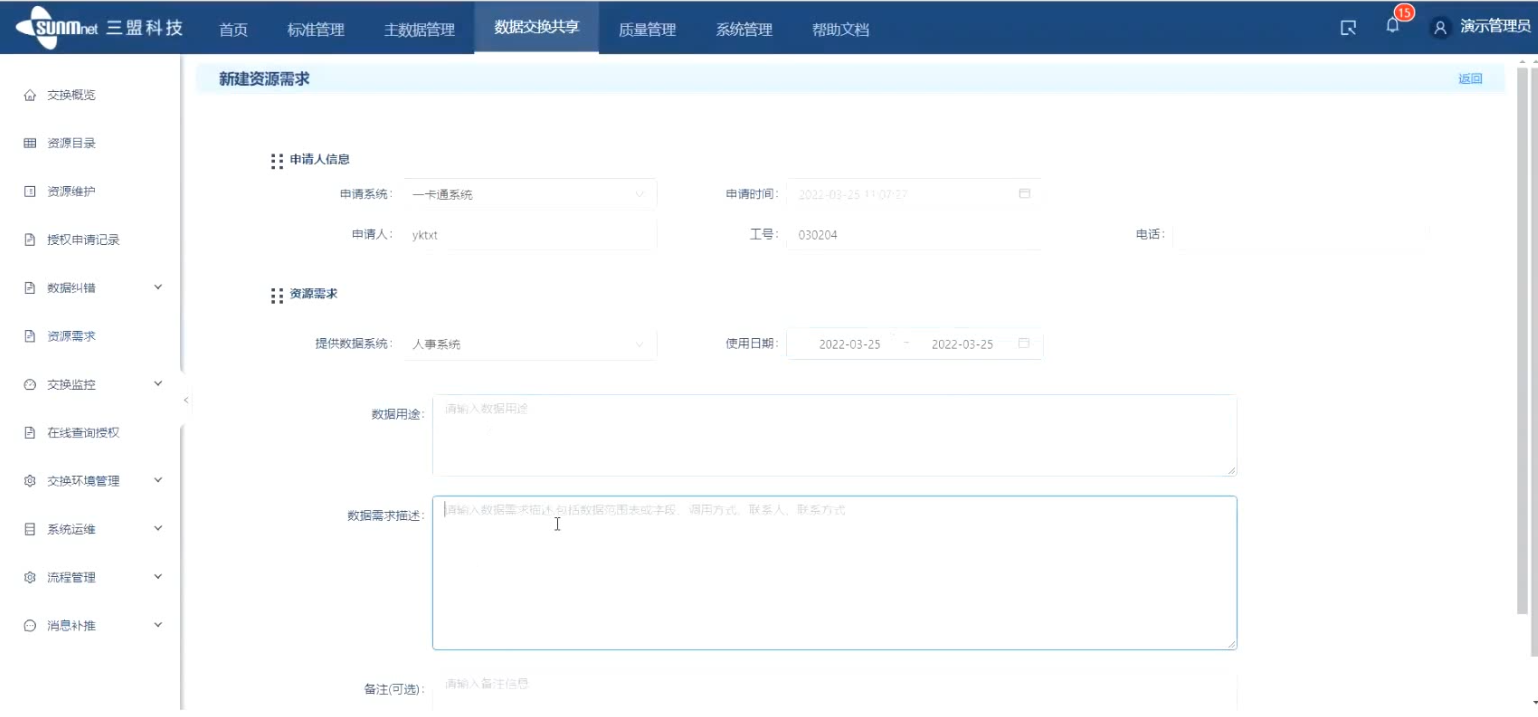 SUNMnet 三盟科技 首页 标准管理 主数据管理 数据交换共享 质量管理 系统管理 帮助文档 15 演示管理员
新建资源需求 返回
交换概览
资源目录
资源维护
授权申请记录
数据纠错
资源需求
交换监控
在线查询授权
交换环境管理
系统运维
流程管理
消息补推
申请人信息
申请系统: 一卡通系统 申请时间: 2022-03-25 11:07:27
申请人: yktxt 工号: 030204 电话:
资源需求
提供数据系统: 人事系统 使用日期: 2022-03-25 - 2022-03-25
数据用途: 请输入数据用途
数据需求描述: 请输入数据需求描述,包括数据范围表或字段、调用方式、联系人、联系方式
备注(可选): 请输入备注信息